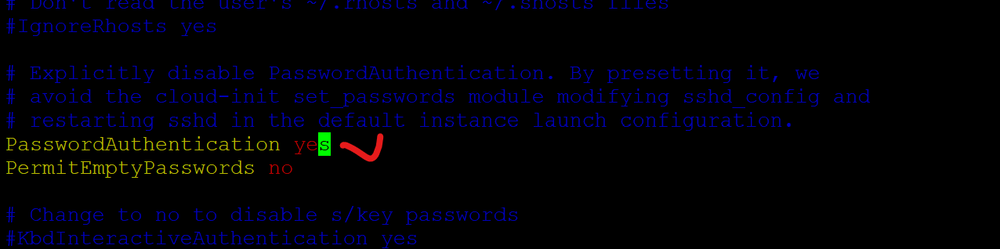 # Don't read the user's ~/.rhosts and ~/.shosts files
#IgnoreRhosts yes
# Explicitly disable PasswordAuthentication. By presetting it, we
# avoid the cloud-init set_passwords module modifying sshd_config and
# restarting sshd in the default instance launch configuration.
PasswordAuthentication yes
PermitEmptyPasswords no
# Change to no to disable s/key passwords
#KbdInteractiveAuthentication yes